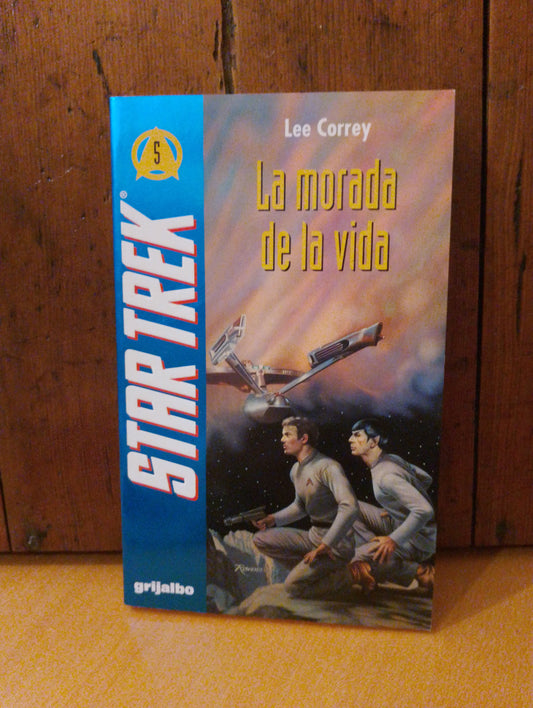 Lee Correy
La morada
de la vida
5
STAR TREK®
grijalbo